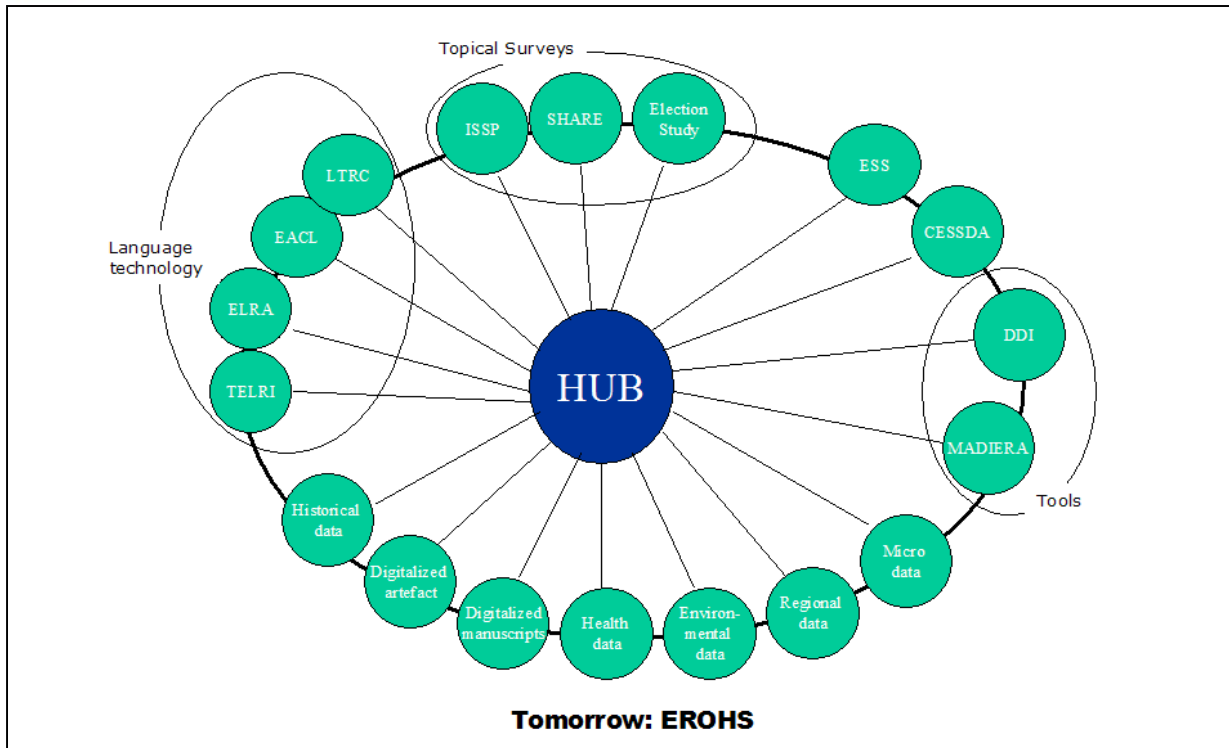 Topical Surveys
ISSP
SHARE
Election
Study
ESS
LTRC
CESSDA
EACL
Language
technology
ELRA
DDI
HUB
TELRI
MADIERA
Tools
Historical
data
Micro
data
Digitalized
artefact
Regional
data
Digitalized
manuscripts
Health
data
Environ-
mental
data
Tomorrow: EROHS